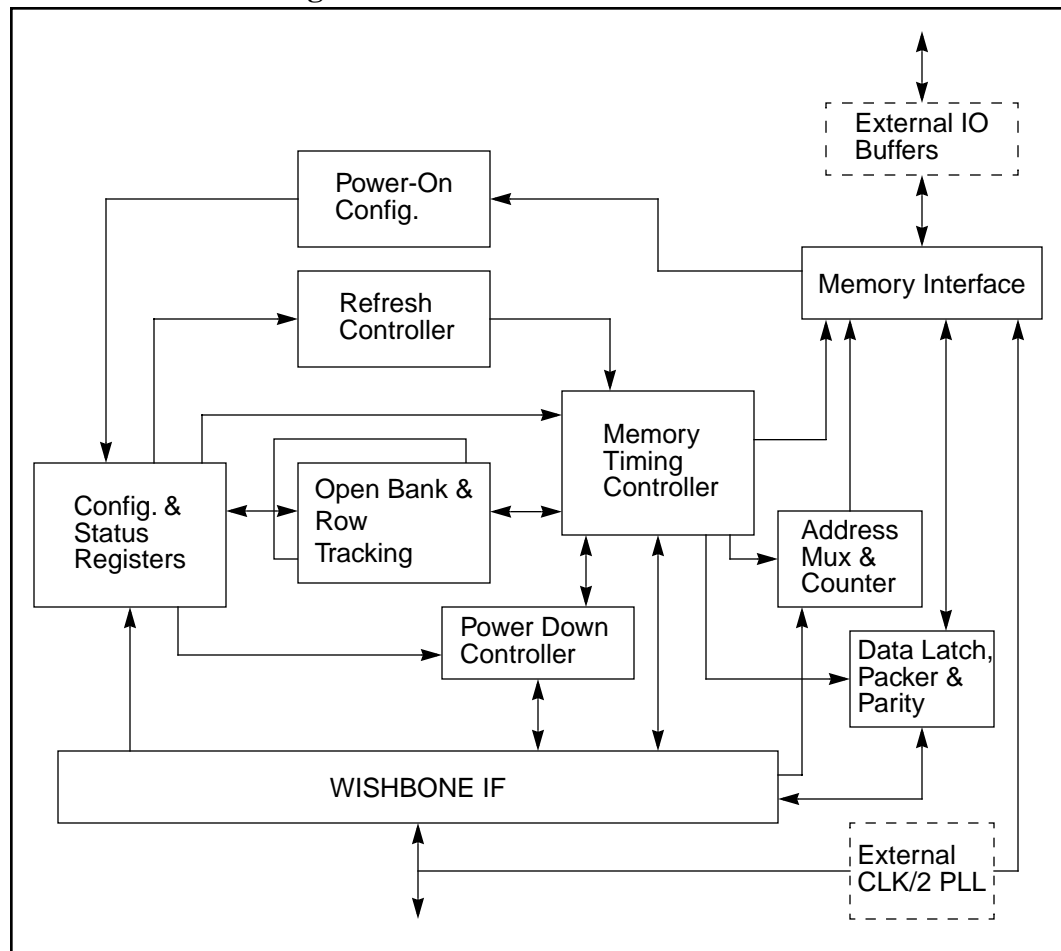 External IO
Buffers
Power-On
Config.
Memory Interface
Refresh
Controller
Memory
Timing
Controller
Config. &
Status
Registers
Open Bank &
Row
Tracking
Address
Mux &
Counter
Power Down
Controller
Data Latch,
Packer &
Parity
WISHBONE IF
External
CLK/2 PLL